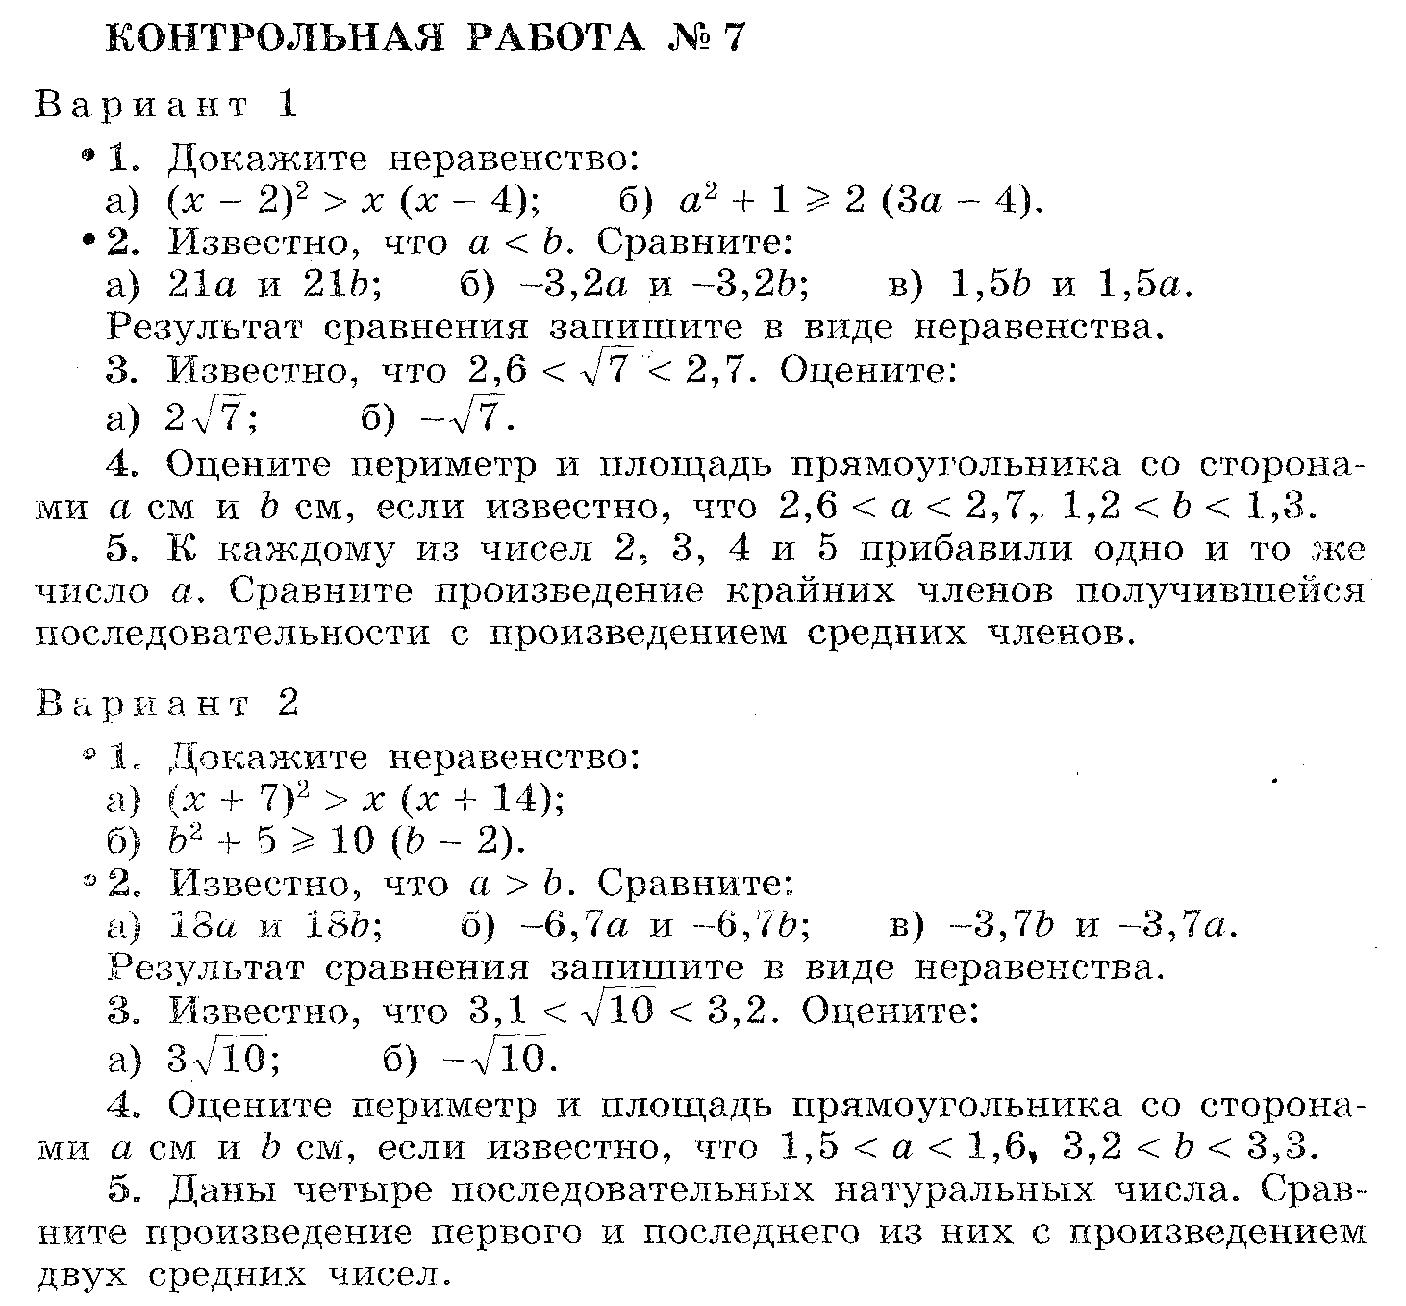 КОНТРОЛЬНАЯ РАБОТА № 7
Вариант 1
• 1. Докажите неравенство:
а) (x – 2)² > x (x – 4); б) a² + 1 ⩾ 2 (3a – 4).
• 2. Известно, что a < b. Сравните:
а) 21a и 21b; б) –3,2a и –3,2b; в) 1,5b и 1,5a.
Результат сравнения запишите в виде неравенства.
3. Известно, что 2,6 < √7 < 2,7. Оцените:
а) 2√7; б) –√7.
4. Оцените периметр и площадь прямоугольника со сторона-
ми a см и b см, если известно, что 2,6 < a < 2,7, 1,2 < b < 1,3.
5. К каждому из чисел 2, 3, 4 и 5 прибавили одно и то же
число a. Сравните произведение крайних членов получившейся
последовательности с произведением средних членов.
Вариант 2
• 1. Докажите неравенство:
а) (x + 7)² > x (x + 14);
б) b² + 5 ⩾ 10 (b – 2).
• 2. Известно, что a > b. Сравните:
а) 18a и 18b; б) –6,7a и –6,7b; в) –3,7b и –3,7a.
Результат сравнения запишите в виде неравенства.
3. Известно, что 3,1 < √10 < 3,2. Оцените:
а) 3√10; б) –√10.
4. Оцените периметр и площадь прямоугольника со сторона-
ми a см и b см, если известно, что 1,5 < a < 1,6, 3,2 < b < 3,3.
5. Даны четыре последовательных натуральных числа. Срав-
ните произведение первого и последнего из них с произведением
двух средних чисел.